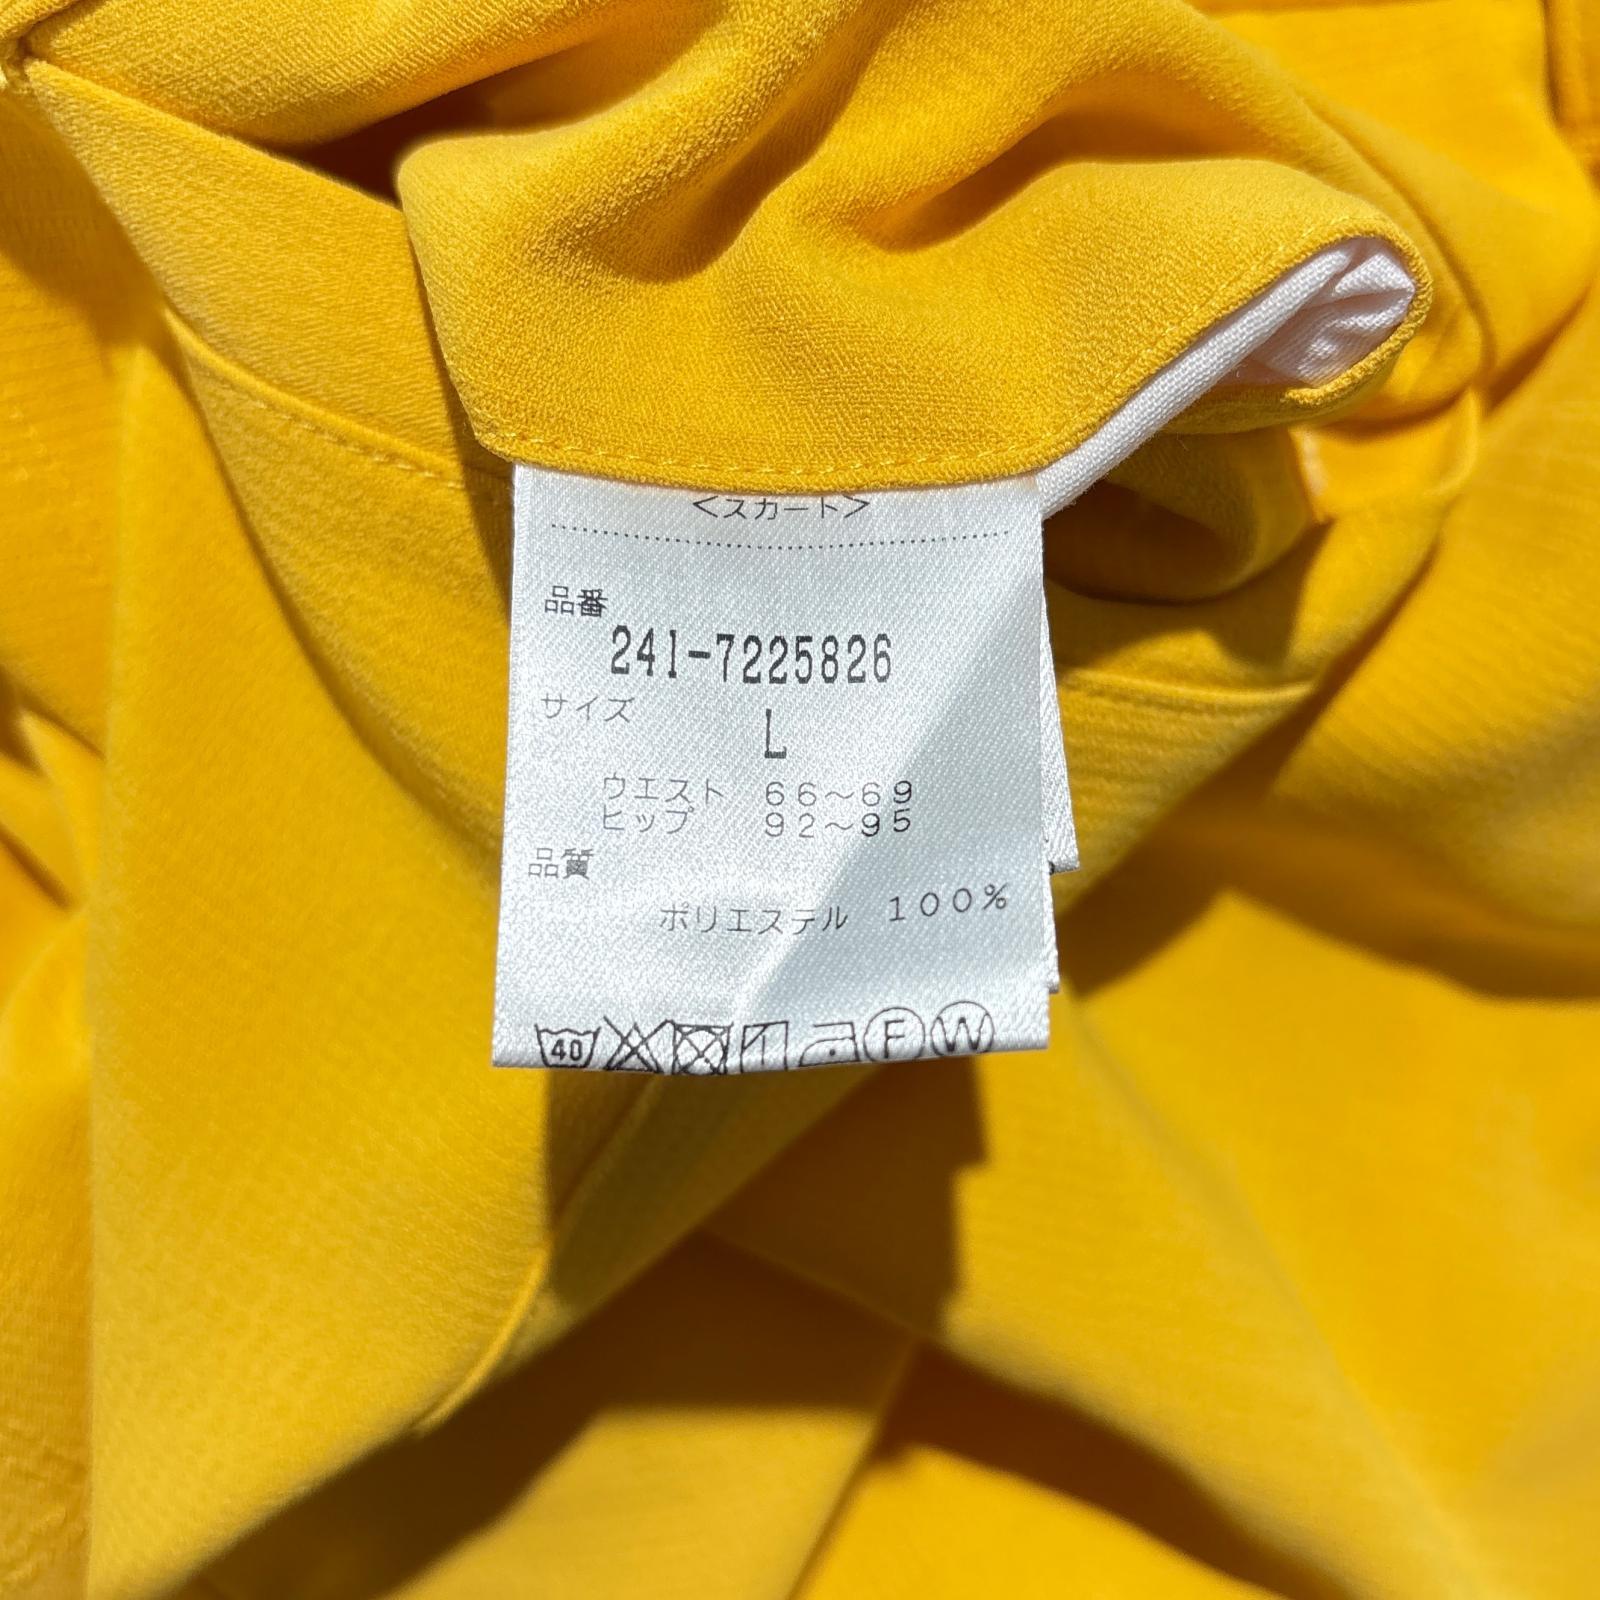 <スカート>
品番
241-7225826
サイズ
L
ウエスト 66~69
ヒップ 92~95
品質
ポリエステル 100%
40 F W